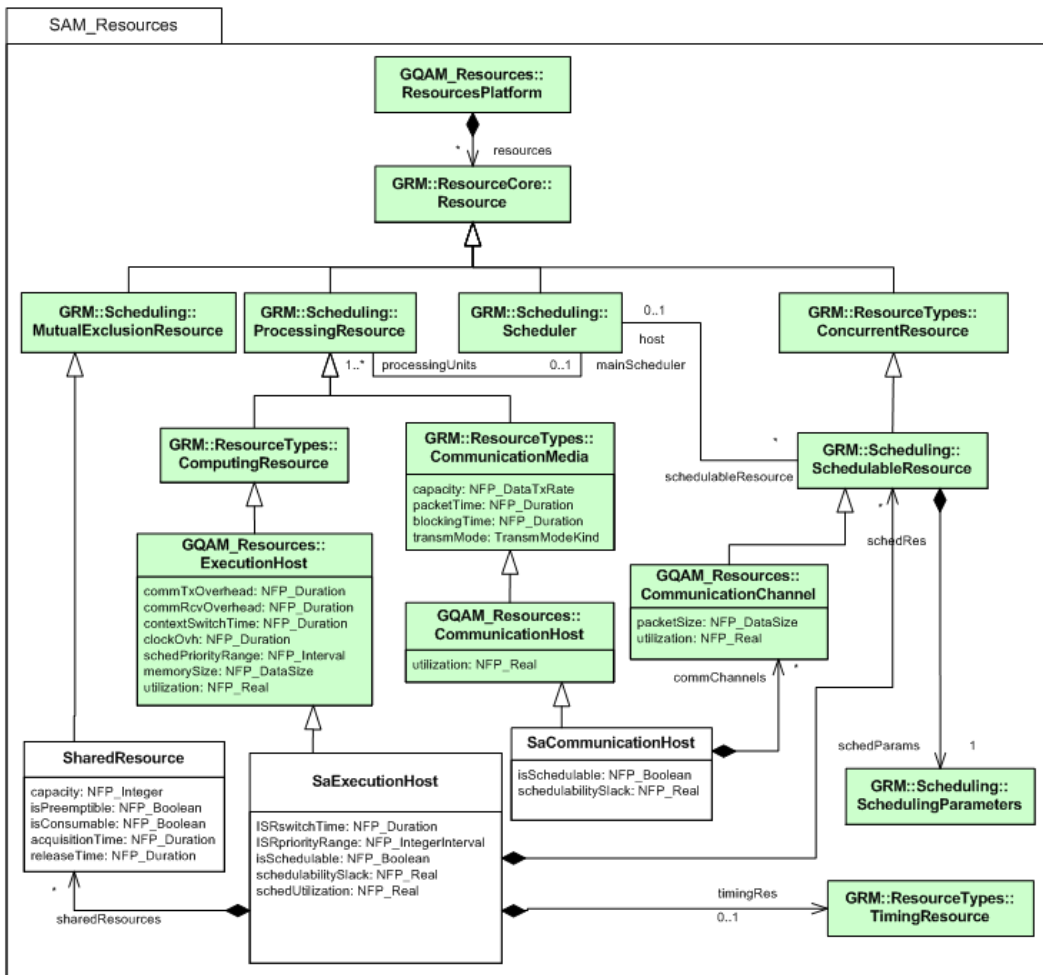 SAM_Resources
GQAM_Resources::
ResourcesPlatform
*
resources
GRM::ResourceCore::
Resource
GRM::Scheduling::
MutualExclusionResource
GRM::Scheduling::
ProcessingResource
GRM::Scheduling::
Scheduler
0..1
host
GRM::ResourceTypes::
ConcurrentResource
1..*
processingUnits
0..1
mainScheduler
GRM::ResourceTypes::
ComputingResource
GRM::ResourceTypes::
CommunicationMedia
capacity: NFP_DataTxRate
packetTime: NFP_Duration
blockingTime: NFP_Duration
transmMode: TransmModeKind
*
schedulableResource
GRM::Scheduling::
SchedulableResource
*
schedRes
GQAM_Resources::
ExecutionHost
commTxOverhead: NFP_Duration
commRcvOverhead: NFP_Duration
contextSwitchTime: NFP_Duration
clockOvh: NFP_Duration
schedPriorityRange: NFP_Interval
memorySize: NFP_DataSize
utilization: NFP_Real
GQAM_Resources::
CommunicationHost
utilization: NFP_Real
GQAM_Resources::
CommunicationChannel
packetSize: NFP_DataSize
utilization: NFP_Real
commChannels
*
SharedResource
capacity: NFP_Integer
isPreemptible: NFP_Boolean
isConsumable: NFP_Boolean
acquisitionTime: NFP_Duration
releaseTime: NFP_Duration
SaExecutionHost
ISRswitchTime: NFP_Duration
ISRpriorityRange: NFP_IntegerInterval
isSchedulable: NFP_Boolean
schedulabilitySlack: NFP_Real
schedUtilization: NFP_Real
SaCommunicationHost
isSchedulable: NFP_Boolean
schedulabilitySlack: NFP_Real
schedParams
1
GRM::Scheduling::
SchedulingParameters
*
sharedResources
timingRes
0..1
GRM::ResourceTypes::
TimingResource